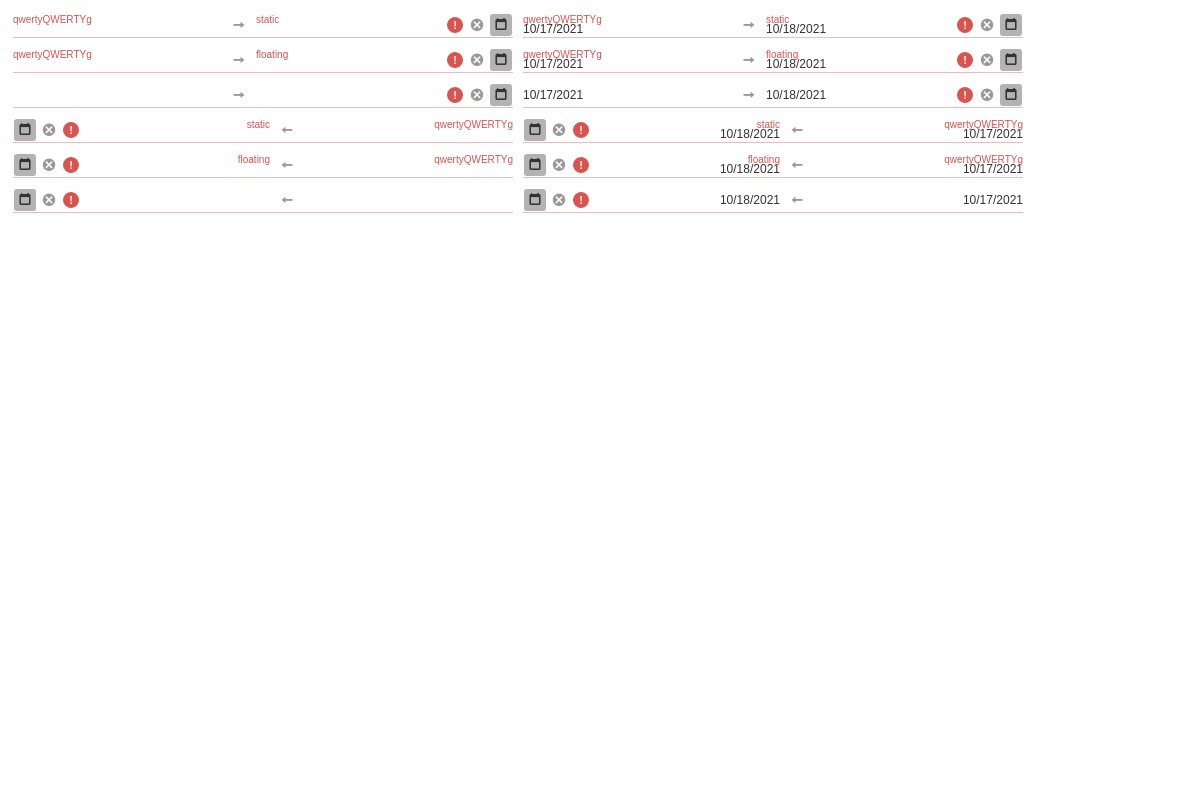 qwertyQWERTYg static qwertyQWERTYg static
10/17/2021 10/18/2021
qwertyQWERTYg floating qwertyQWERTYg floating
10/17/2021 10/18/2021
10/17/2021 10/18/2021
static qwertyQWERTYg static qwertyQWERTYg
10/18/2021 10/17/2021
floating qwertyQWERTYg floating qwertyQWERTYg
10/18/2021 10/17/2021
10/18/2021 10/17/2021